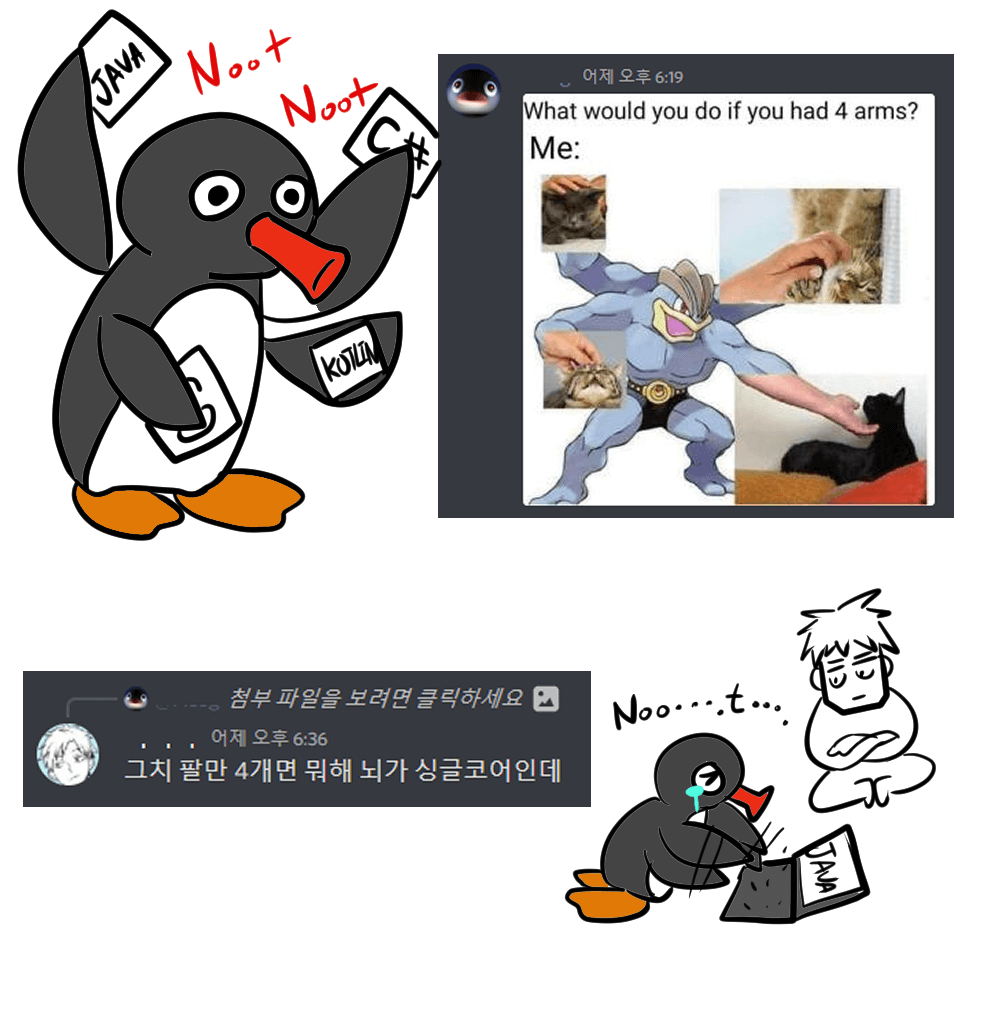 JAVA
Noot
Noot
C#
KOTLIN
어제 오후 6:19
What would you do if you had 4 arms?
Me:
첨부 파일을 보려면 클릭하세요
어제 오후 6:36
그치 팔만 4개면 뭐해 뇌가 싱글코어인데
Noo....t....
JAVA